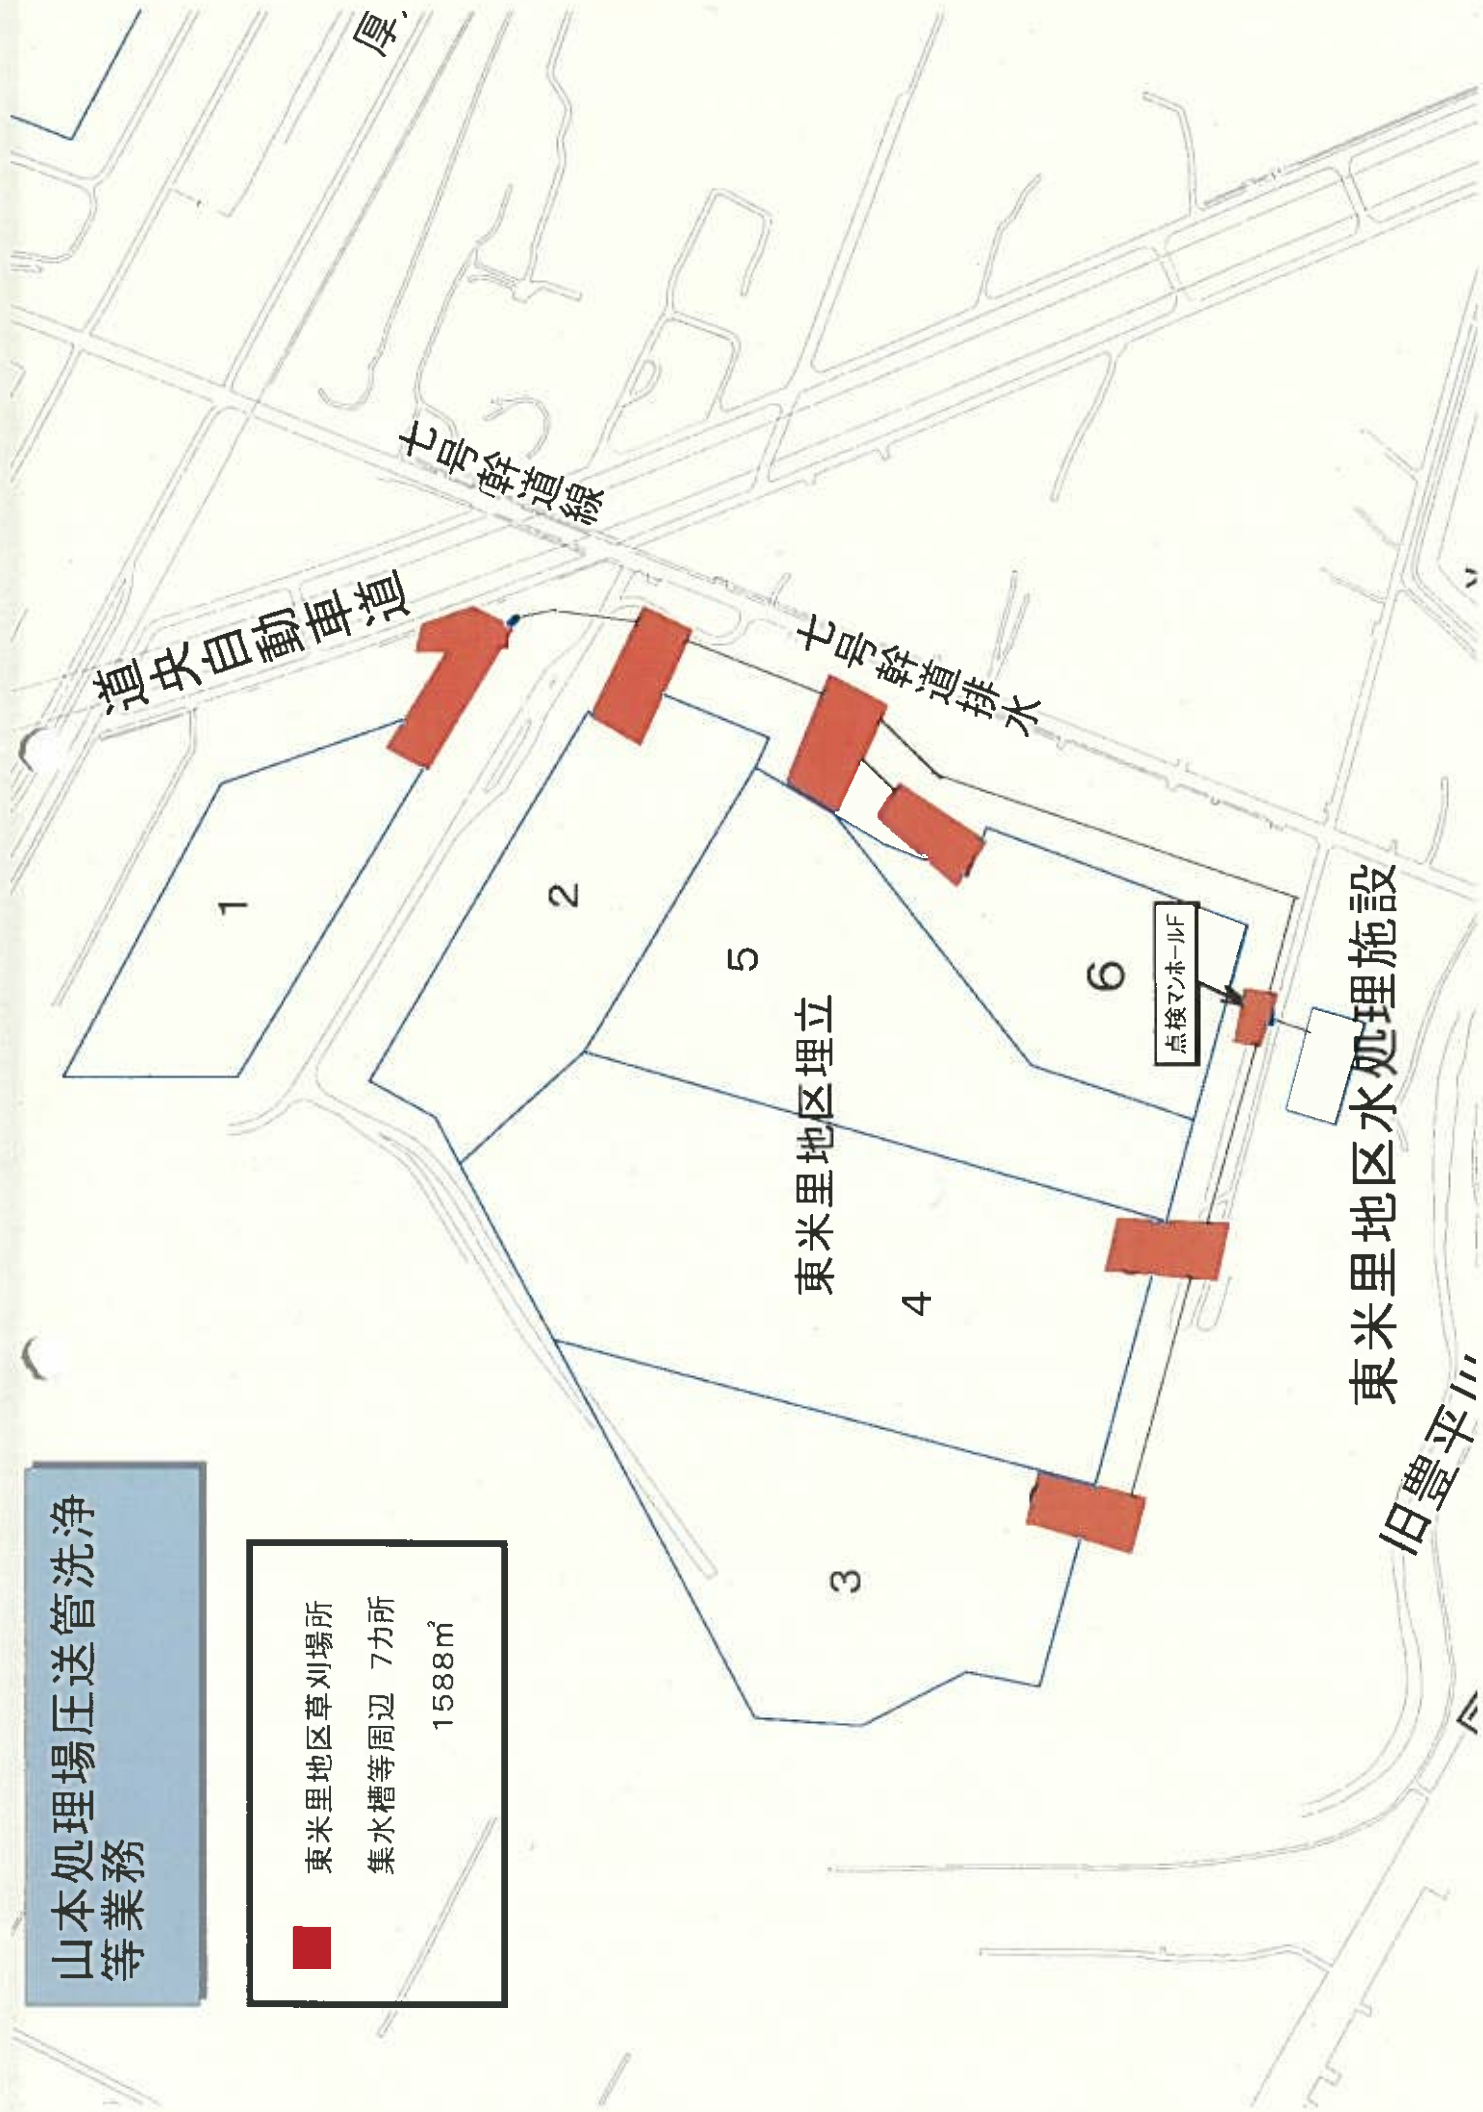 山本処理場圧送管洗浄
等業務
東米里地区草刈場所
集水槽等周辺 7カ所
1588㎡
道央自動車道
七号幹道線
七号幹道排水
1
2
5
東米里地区埋立
6
点検マンホールF
4
3
東米里地区水処理施設
旧豊平川
厚